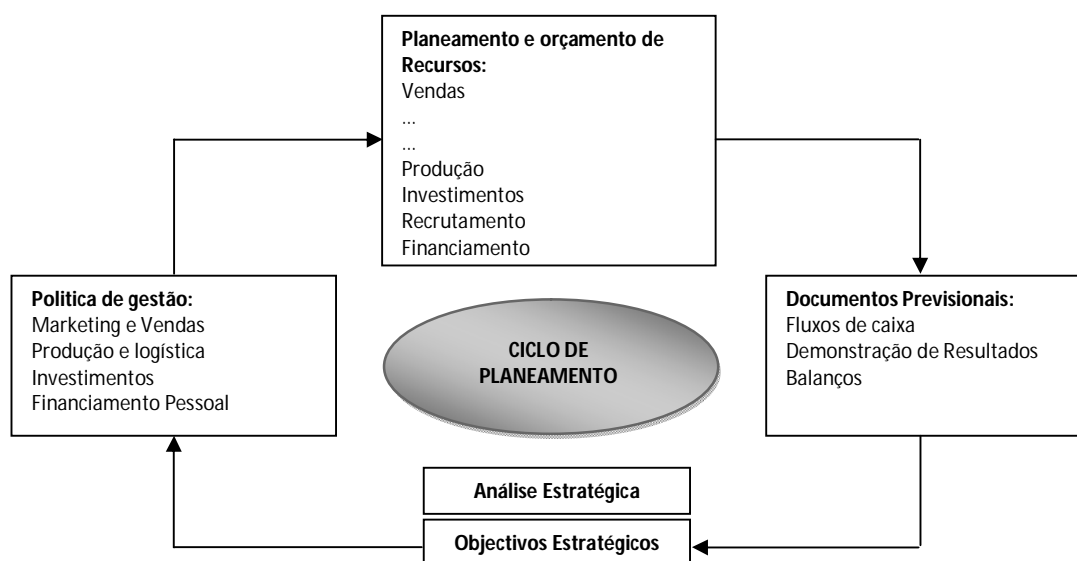 Planeamento e orçamento de
Recursos:
Vendas
...
...
Produção
Investimentos
Recrutamento
Financiamento
Politica de gestão:
Marketing e Vendas
Produção e logística
Investimentos
Financiamento Pessoal
CICLO DE
PLANEAMENTO
Documentos Previsionais:
Fluxos de caixa
Demonstração de Resultados
Balanços
Análise Estratégica
Objectivos Estratégicos